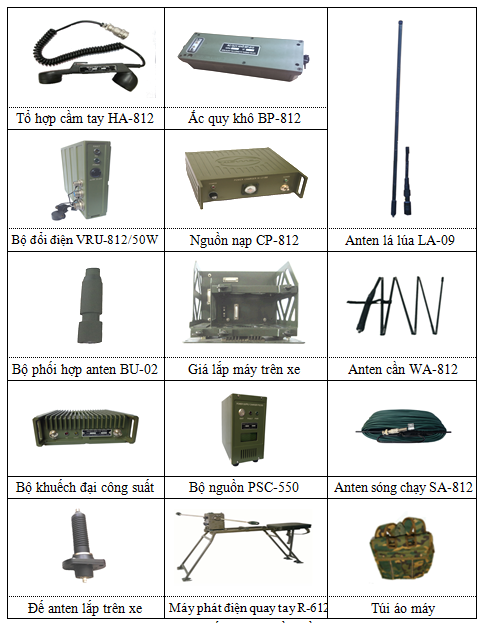 Tổ hợp cầm tay HA-812
Ắc quy khô BP-812
Bộ đổi điện VRU-812/50W
Nguồn nạp CP-812
Anten lá lúa LA-09
Bộ phối hợp anten BU-02
Giá lắp máy trên xe
Anten cần WA-812
Bộ khuếch đại công suất
Bộ nguồn PSC-550
Anten sóng chạy SA-812
Đế anten lắp trên xe
Máy phát điện quay tay R-612
Túi áo máy